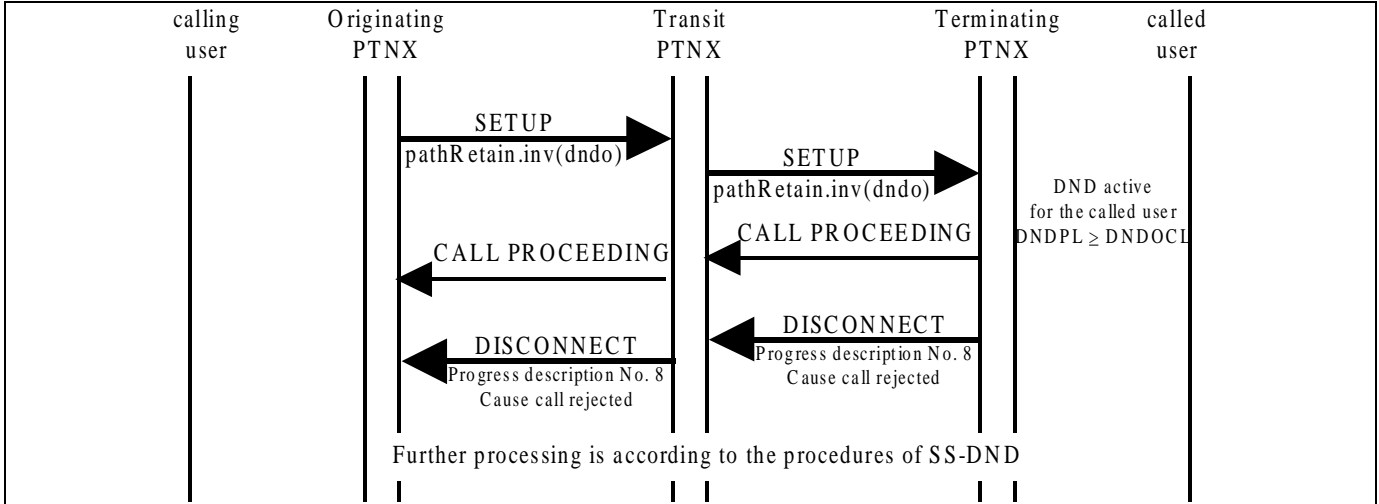 calling user
Originating PTNX
Transit PTNX
Terminating PTNX
called user
SETUP
pathRetain.inv(dndo)
SETUP
pathRetain.inv(dndo)
DND active
for the called user
DNDPL ≥ DNDOCL
CALL PROCEEDING
CALL PROCEEDING
DISCONNECT
Progress description No. 8
Cause call rejected
DISCONNECT
Progress description No. 8
Cause call rejected
Further processing is according to the procedures of SS-DND